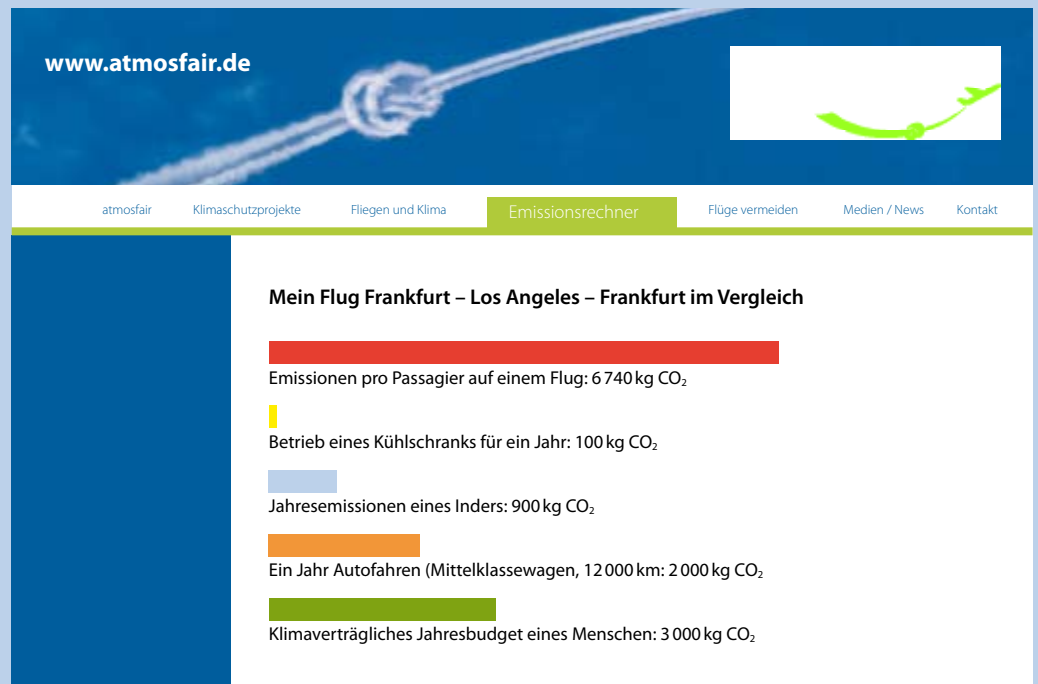 www.atmosfair.de
atmosfair Klimaschutzprojekte Fliegen und Klima Emissionsrechner Flüge vermeiden Medien / News Kontakt
Mein Flug Frankfurt – Los Angeles – Frankfurt im Vergleich
Emissionen pro Passagier auf einem Flug: 6 740 kg CO₂
Betrieb eines Kühlschranks für ein Jahr: 100 kg CO₂
Jahresemissionen eines Inders: 900 kg CO₂
Ein Jahr Autofahren (Mittelklassewagen, 12 000 km: 2 000 kg CO₂
Klimaverträgliches Jahresbudget eines Menschen: 3 000 kg CO₂